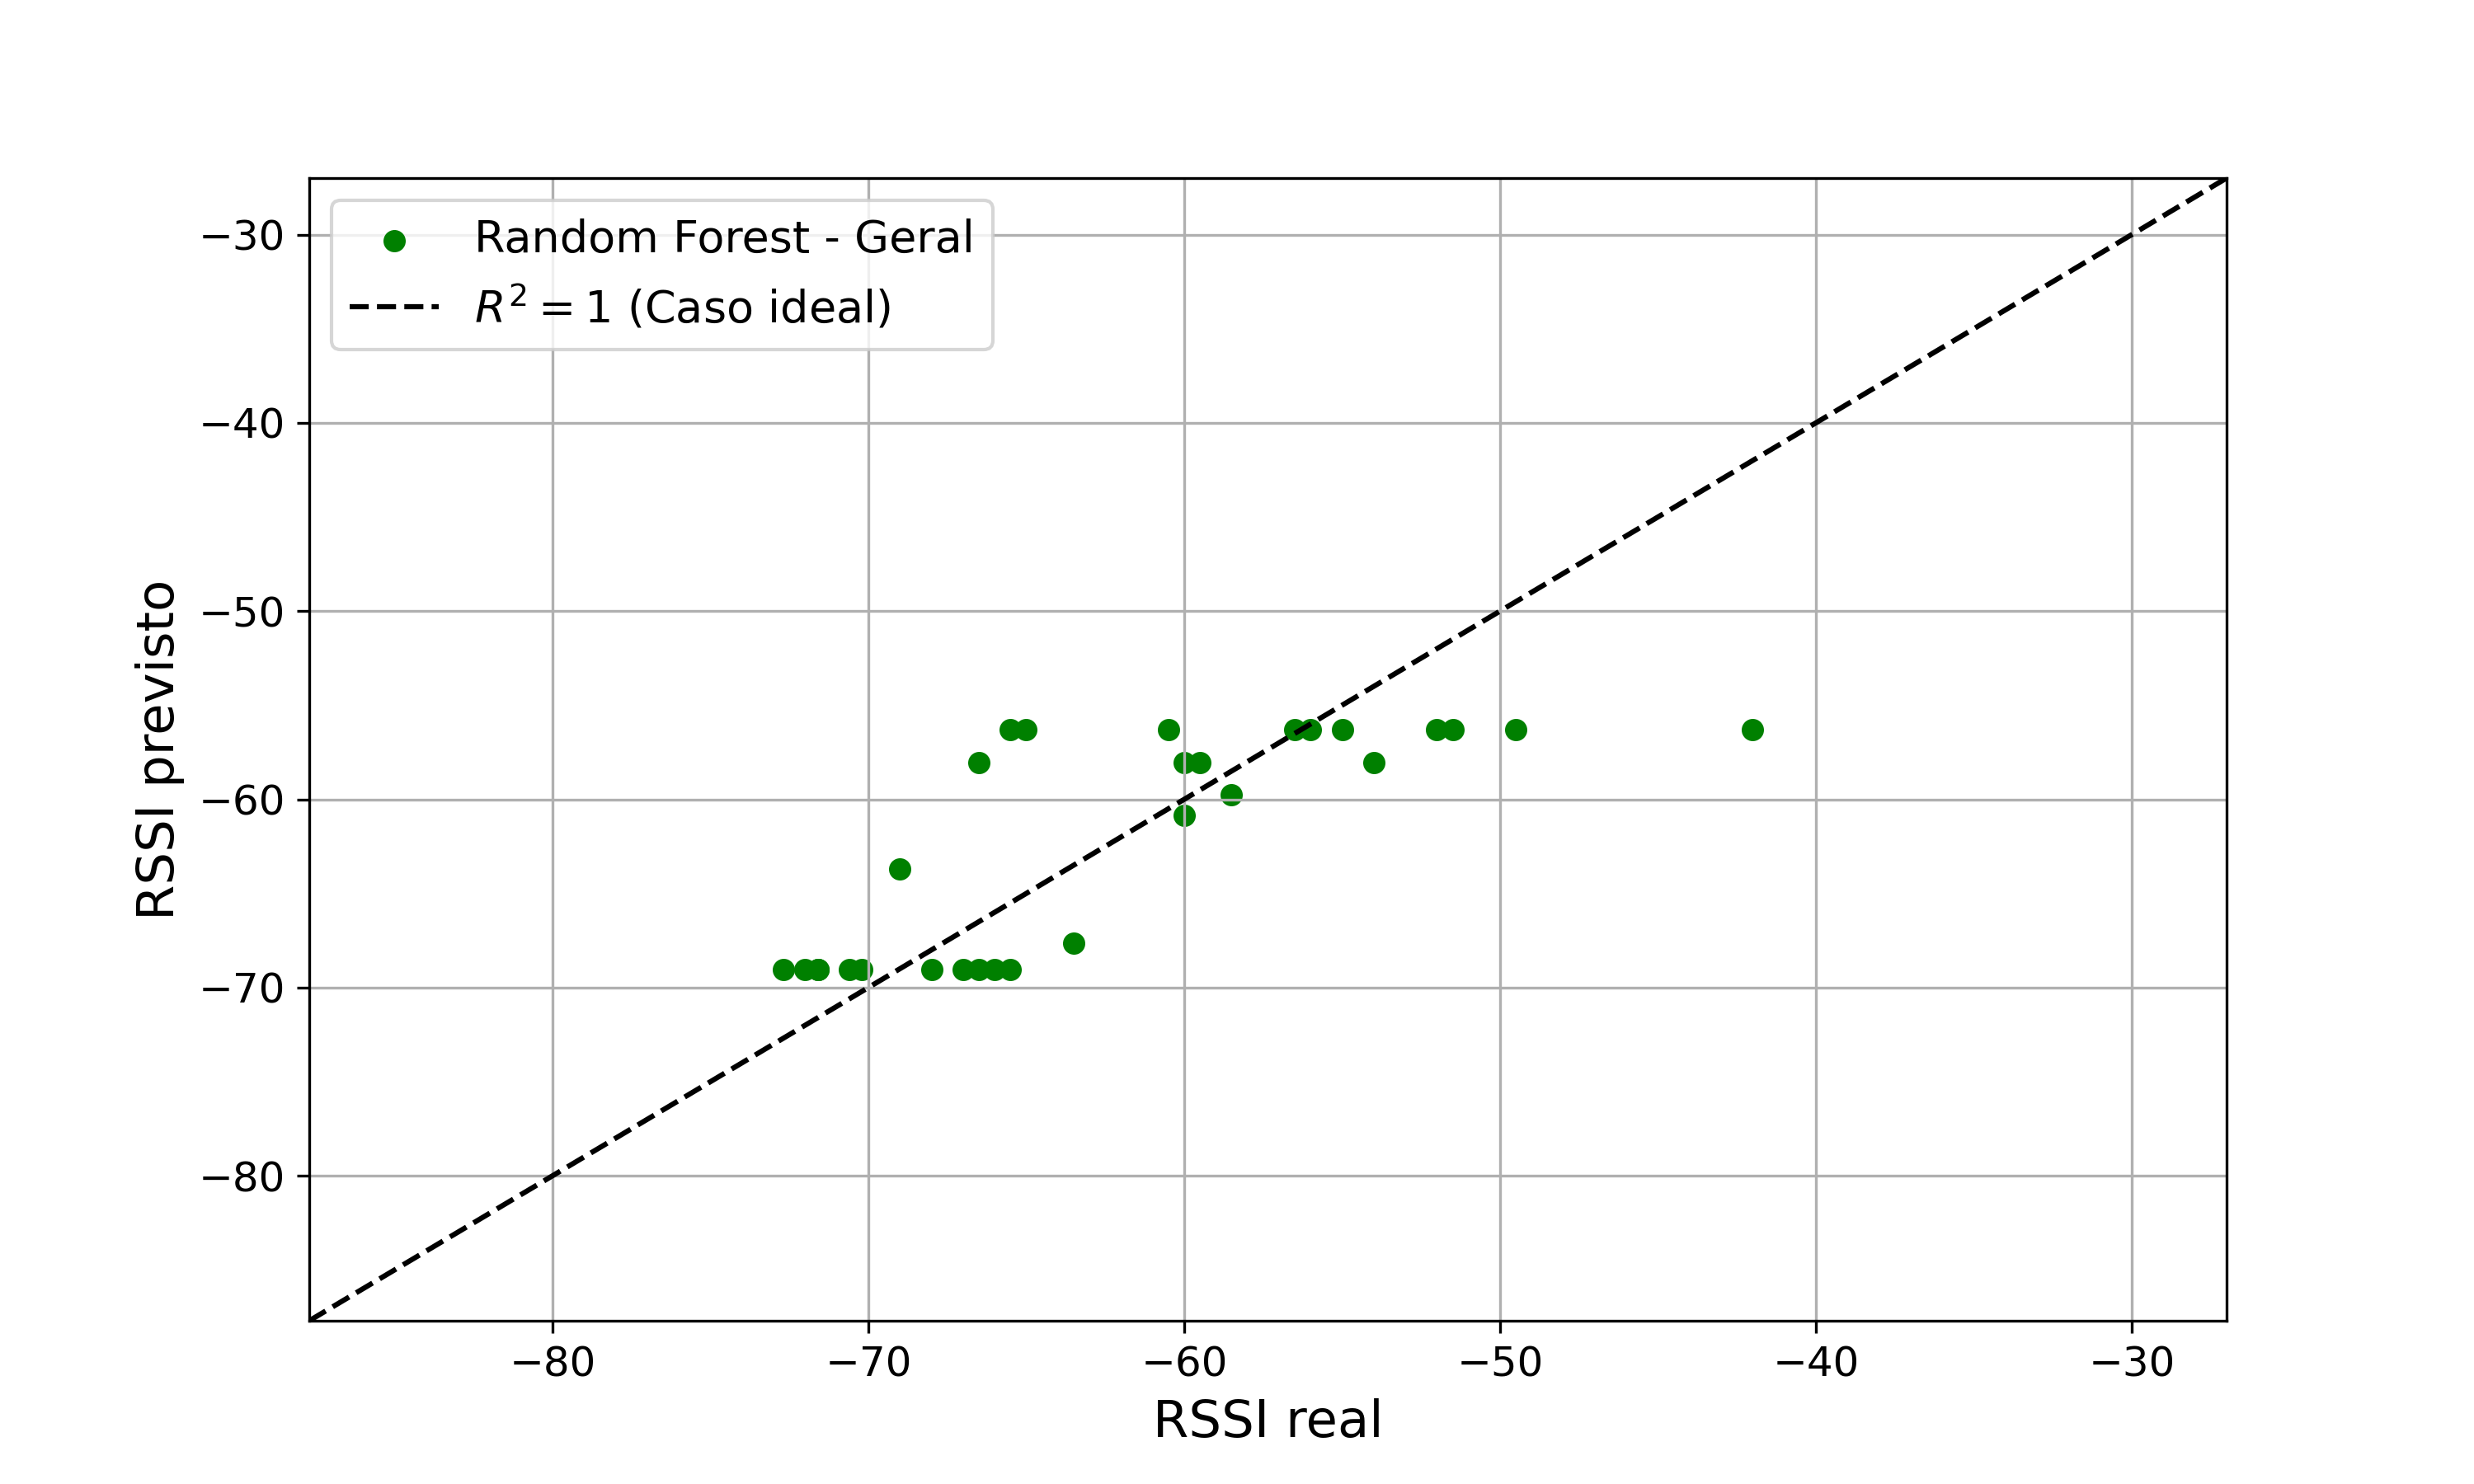 Random Forest - Geral
R² = 1 (Caso ideal)
−30
−40
−50
−60
−70
−80
RSSI previsto
−80 −70 −60 −50 −40 −30
RSSI real